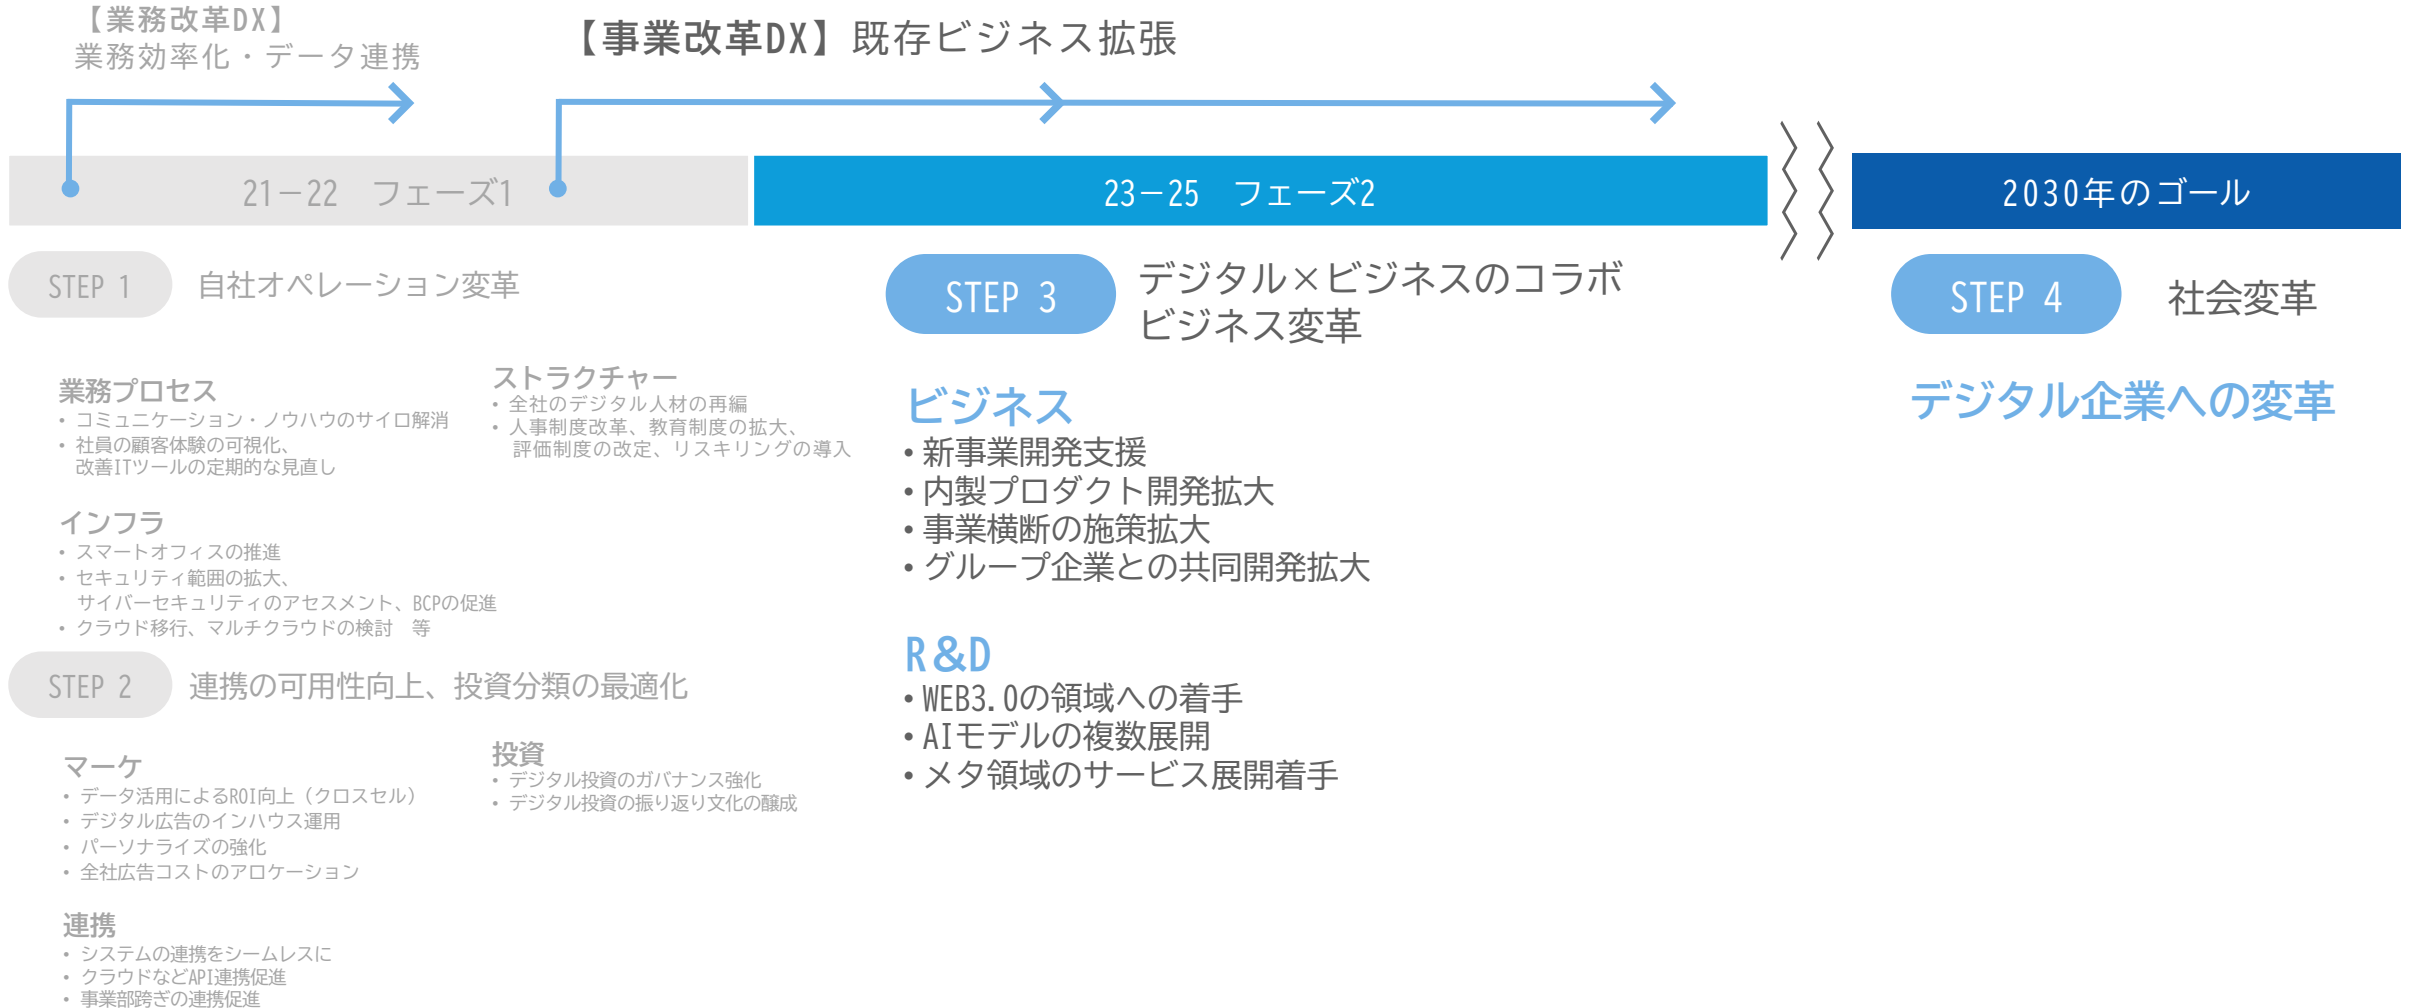 【業務改革DX】
業務効率化・データ連携
【事業改革DX】既存ビジネス拡張
21−22　フェーズ1
23−25　フェーズ2
2030年のゴール
STEP 1
自社オペレーション変革
業務プロセス
• コミュニケーション・ノウハウのサイロ解消
• 社員の顧客体験の可視化、
改善ITツールの定期的な見直し
ストラクチャー
• 全社のデジタル人材の再編
• 人事制度改革、教育制度の拡大、
評価制度の改定、リスキリングの導入
インフラ
• スマートオフィスの推進
• セキュリティ範囲の拡大、
サイバーセキュリティのアセスメント、BCPの促進
• クラウド移行、マルチクラウドの検討　等
STEP 2
連携の可用性向上、投資分類の最適化
マーケ
• データ活用によるROI向上（クロスセル）
• デジタル広告のインハウス運用
• パーソナライズの強化
• 全社広告コストのアロケーション
投資
• デジタル投資のガバナンス強化
• デジタル投資の振り返り文化の醸成
連携
• システムの連携をシームレスに
• クラウドなどAPI連携促進
• 事業部跨ぎの連携促進
STEP 3
デジタル×ビジネスのコラボ
ビジネス変革
ビジネス
• 新事業開発支援
• 内製プロダクト開発拡大
• 事業横断の施策拡大
• グループ企業との共同開発拡大
R&D
• WEB3.0の領域への着手
• AIモデルの複数展開
• メタ領域のサービス展開着手
STEP 4
社会変革
デジタル企業への変革